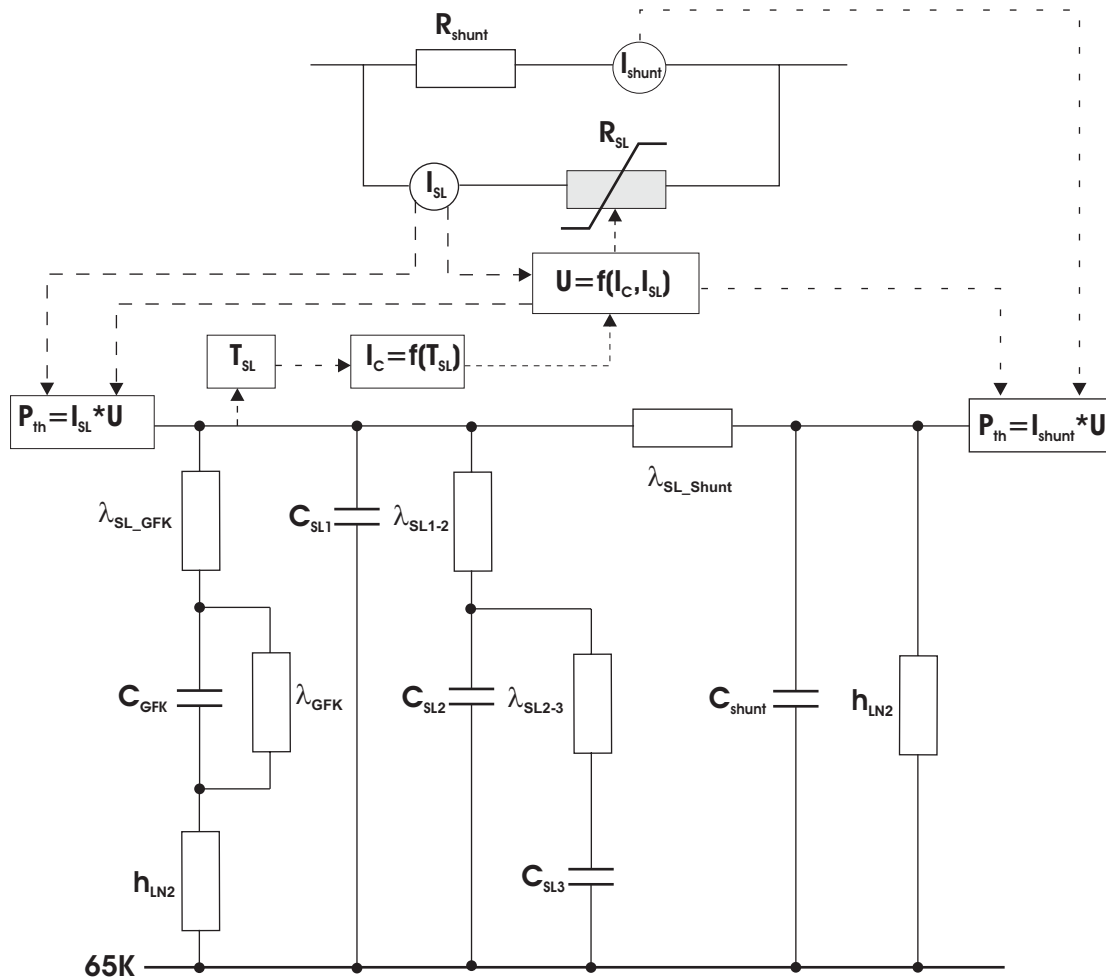 R_shunt
I_shunt
R_SL
I_SL
U=f(I_C,I_SL)
T_SL
I_C=f(T_SL)
P_th=I_SL*U
P_th=I_shunt*U
λ_SL_Shunt
λ_SL_GFK
C_SL1
λ_SL1-2
C_GFK
λ_GFK
C_SL2
λ_SL2-3
C_shunt
h_LN2
h_LN2
C_SL3
65K